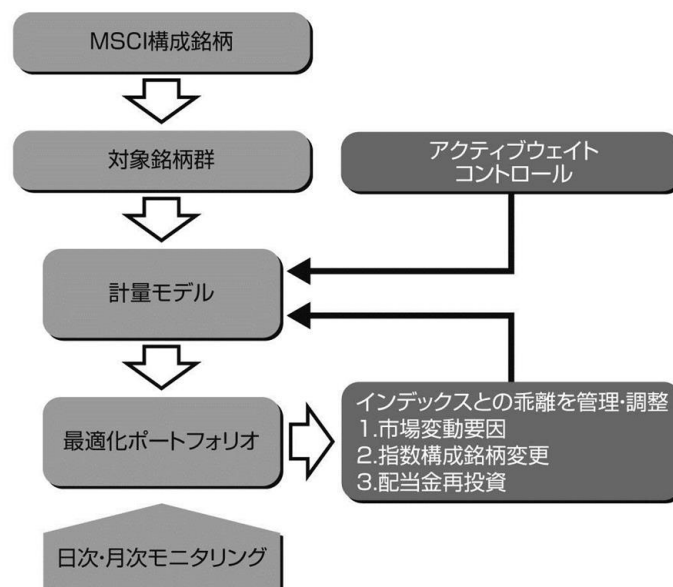 MSCI構成銘柄
対象銘柄群
アクティブウェイト
コントロール
計量モデル
最適化ポートフォリオ
インデックスとの乖離を管理・調整
1.市場変動要因
2.指数構成銘柄変更
3.配当金再投資
日次・月次モニタリング